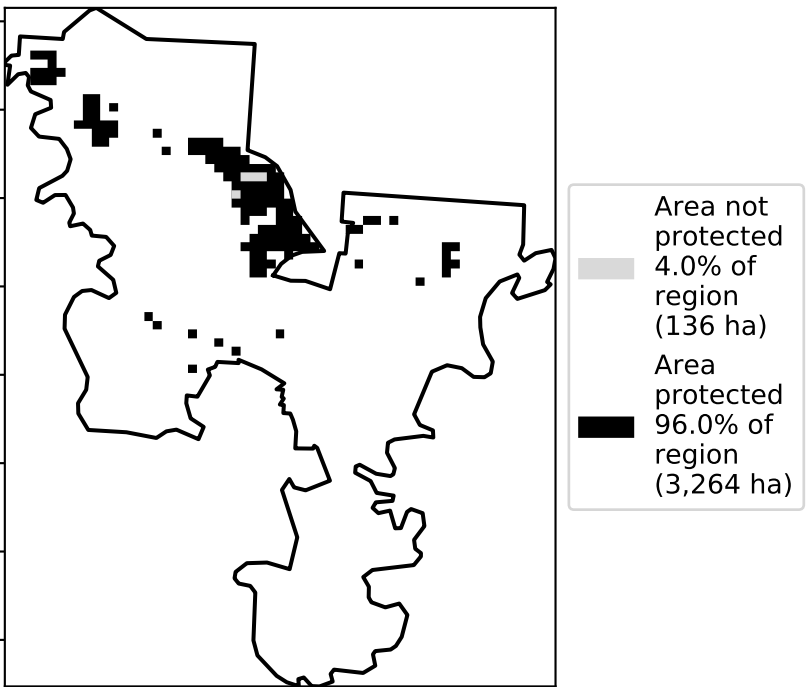 Area not
protected
4.0% of
region
(136 ha)
Area
protected
96.0% of
region
(3,264 ha)